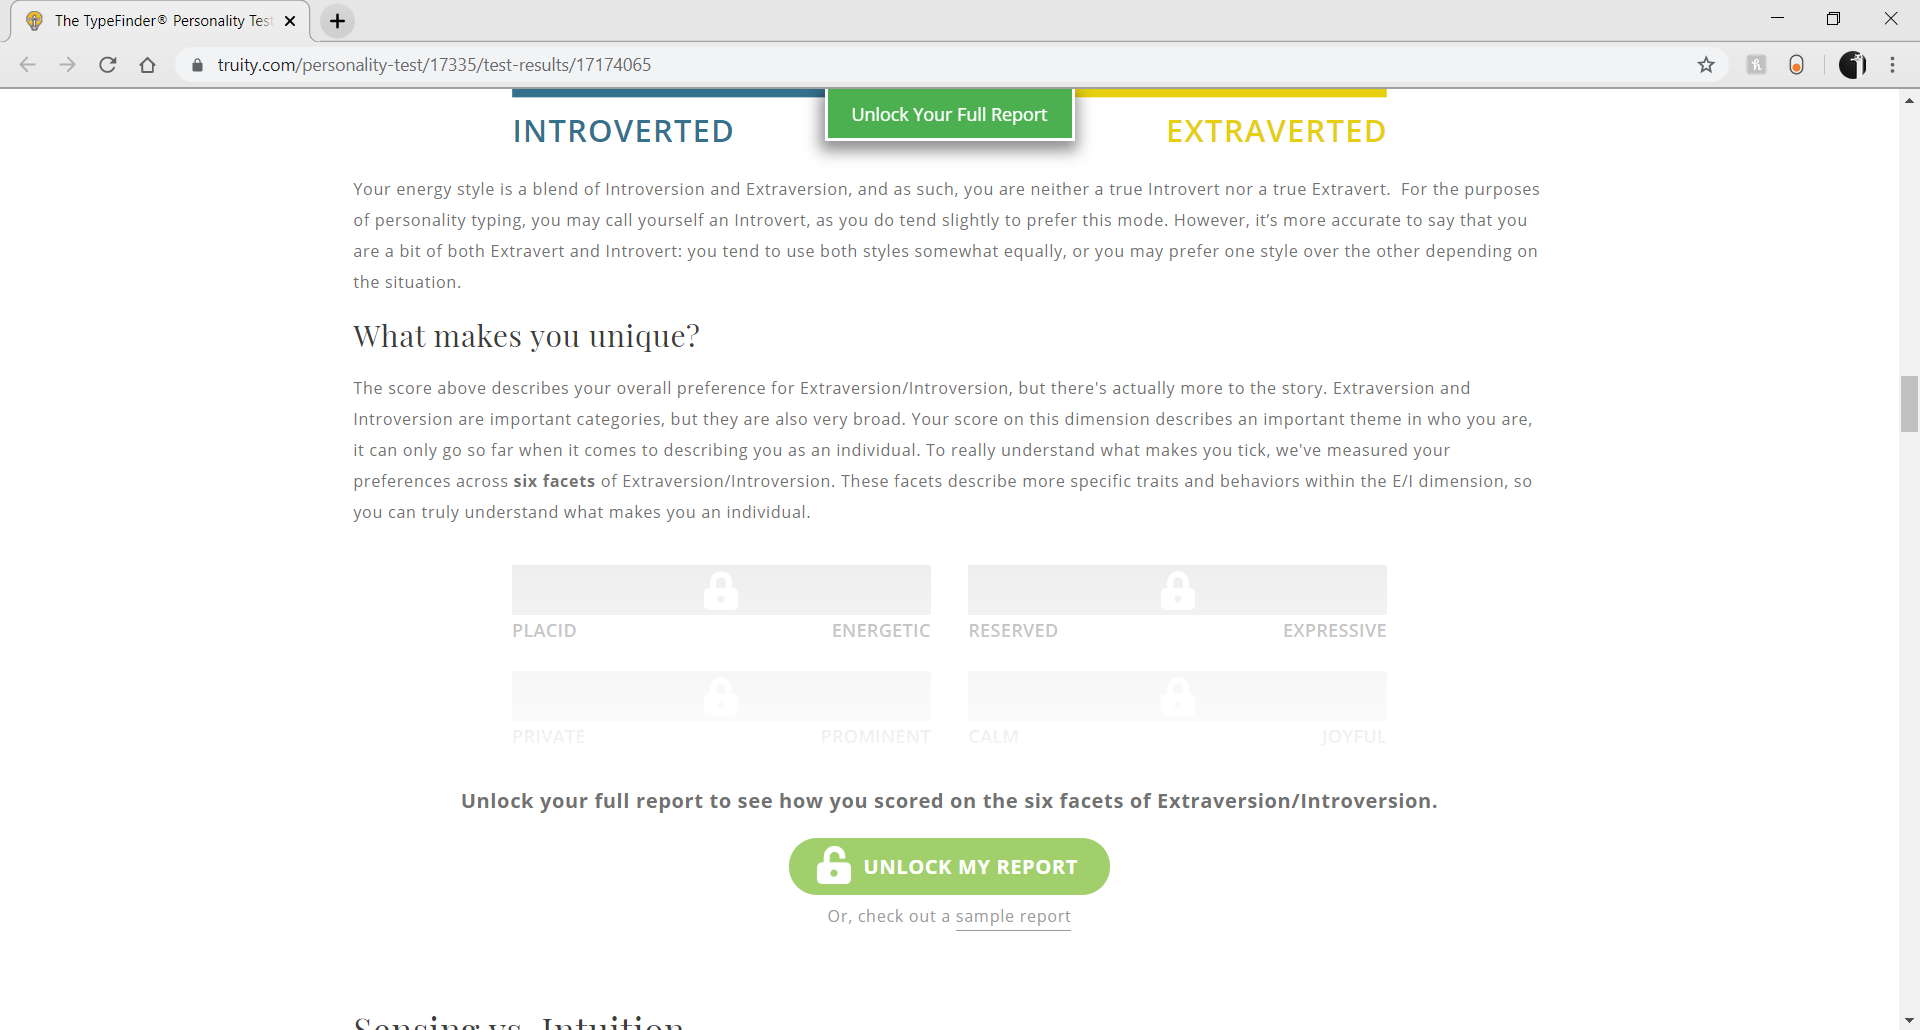 The TypeFinder® Personality Test
truity.com/personality-test/17335/test-results/17174065
Unlock Your Full Report
INTROVERTED
EXTRAVERTED
Your energy style is a blend of Introversion and Extraversion, and as such, you are neither a true Introvert nor a true Extravert. For the purposes
of personality typing, you may call yourself an Introvert, as you do tend slightly to prefer this mode. However, it’s more accurate to say that you
are a bit of both Extravert and Introvert: you tend to use both styles somewhat equally, or you may prefer one style over the other depending on
the situation.
What makes you unique?
The score above describes your overall preference for Extraversion/Introversion, but there's actually more to the story. Extraversion and
Introversion are important categories, but they are also very broad. Your score on this dimension describes an important theme in who you are,
it can only go so far when it comes to describing you as an individual. To really understand what makes you tick, we've measured your
preferences across six facets of Extraversion/Introversion. These facets describe more specific traits and behaviors within the E/I dimension, so
you can truly understand what makes you an individual.
PLACID ENERGETIC RESERVED EXPRESSIVE
PRIVATE PROMINENT CALM JOYFUL
Unlock your full report to see how you scored on the six facets of Extraversion/Introversion.
UNLOCK MY REPORT
Or, check out a sample report
Sensing vs. Intuition